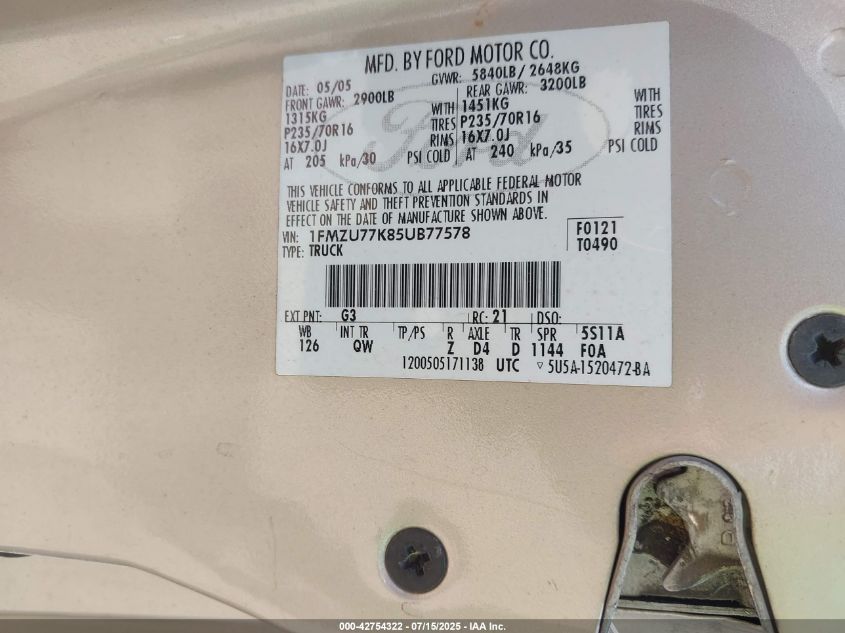 MFD. BY FORD MOTOR CO.
DATE: 05/05 GVWR: 5840LB / 2648KG
FRONT GAWR: 2900LB REAR GAWR: 3200LB
1315KG WITH 1451KG WITH
P235/70R16 TIRES P235/70R16 TIRES
16X7.0J RIMS 16X7.0J RIMS
AT 205 kPa/30 PSI COLD AT 240 kPa/35 PSI COLD
Ford
THIS VEHICLE CONFORMS TO ALL APPLICABLE FEDERAL MOTOR
VEHICLE SAFETY AND THEFT PREVENTION STANDARDS IN
EFFECT ON THE DATE OF MANUFACTURE SHOWN ABOVE.
VIN: 1FMZU77K85UB77578 F0121
TYPE: TRUCK T0490
EXT PNT: G3 RC: 21 DSO:
WB INT TR TP/PS R AXLE TR SPR 5S11A
126 QW Z D4 D 1144 F0A
1200505171138 UTC ▽ 5U5A-1520472-BA
000-42754322 - 07/15/2025 - IAA Inc.